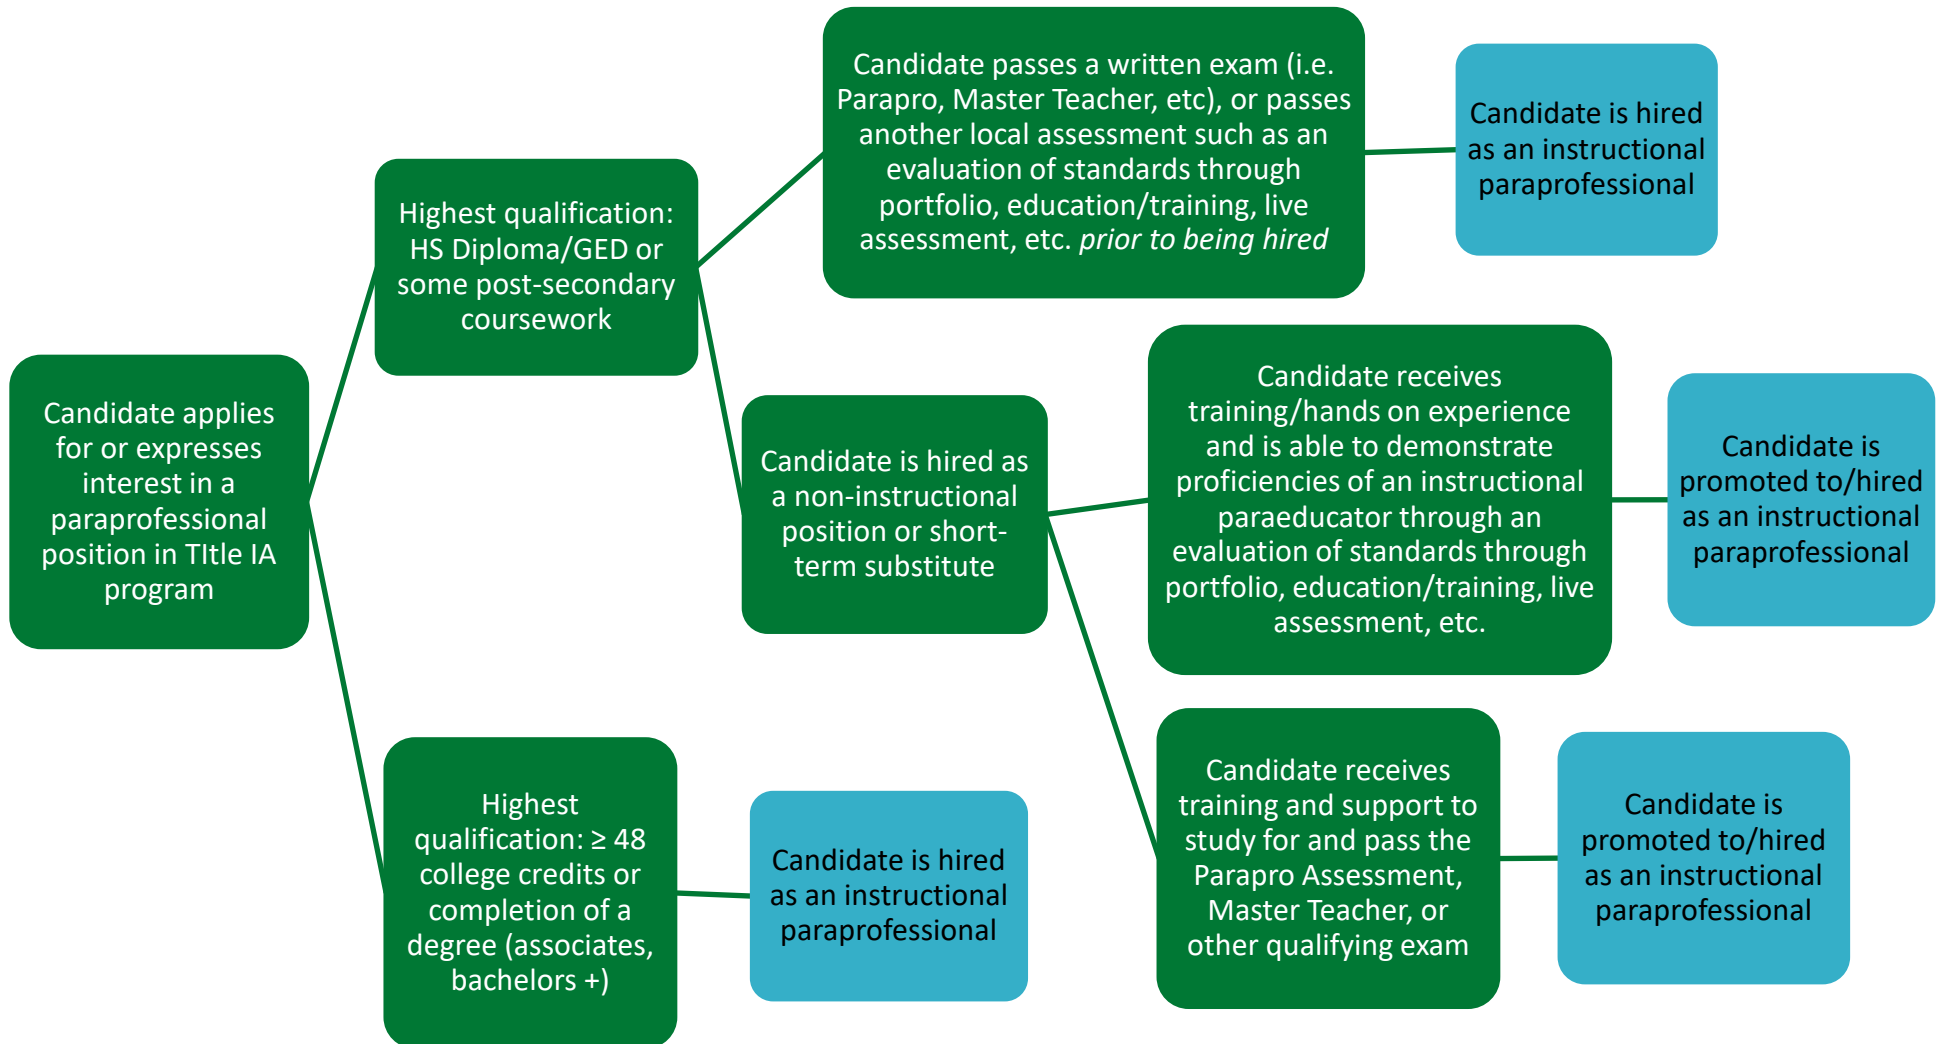 Candidate applies
for or expresses
interest in a
paraprofessional
position in TItle IA
program
Highest qualification:
HS Diploma/GED or
some post-secondary
coursework
Candidate passes a written exam (i.e.
Parapro, Master Teacher, etc), or passes
another local assessment such as an
evaluation of standards through
portfolio, education/training, live
assessment, etc. prior to being hired
Candidate is hired
as an instructional
paraprofessional
Candidate is hired as
a non-instructional
position or short-
term substitute
Candidate receives
training/hands on experience
and is able to demonstrate
proficiencies of an instructional
paraeducator through an
evaluation of standards through
portfolio, education/training, live
assessment, etc.
Candidate is
promoted to/hired
as an instructional
paraprofessional
Candidate receives
training and support to
study for and pass the
Parapro Assessment,
Master Teacher, or
other qualifying exam
Candidate is
promoted to/hired
as an instructional
paraprofessional
Highest
qualification: ≥ 48
college credits or
completion of a
degree (associates,
bachelors +)
Candidate is hired
as an instructional
paraprofessional